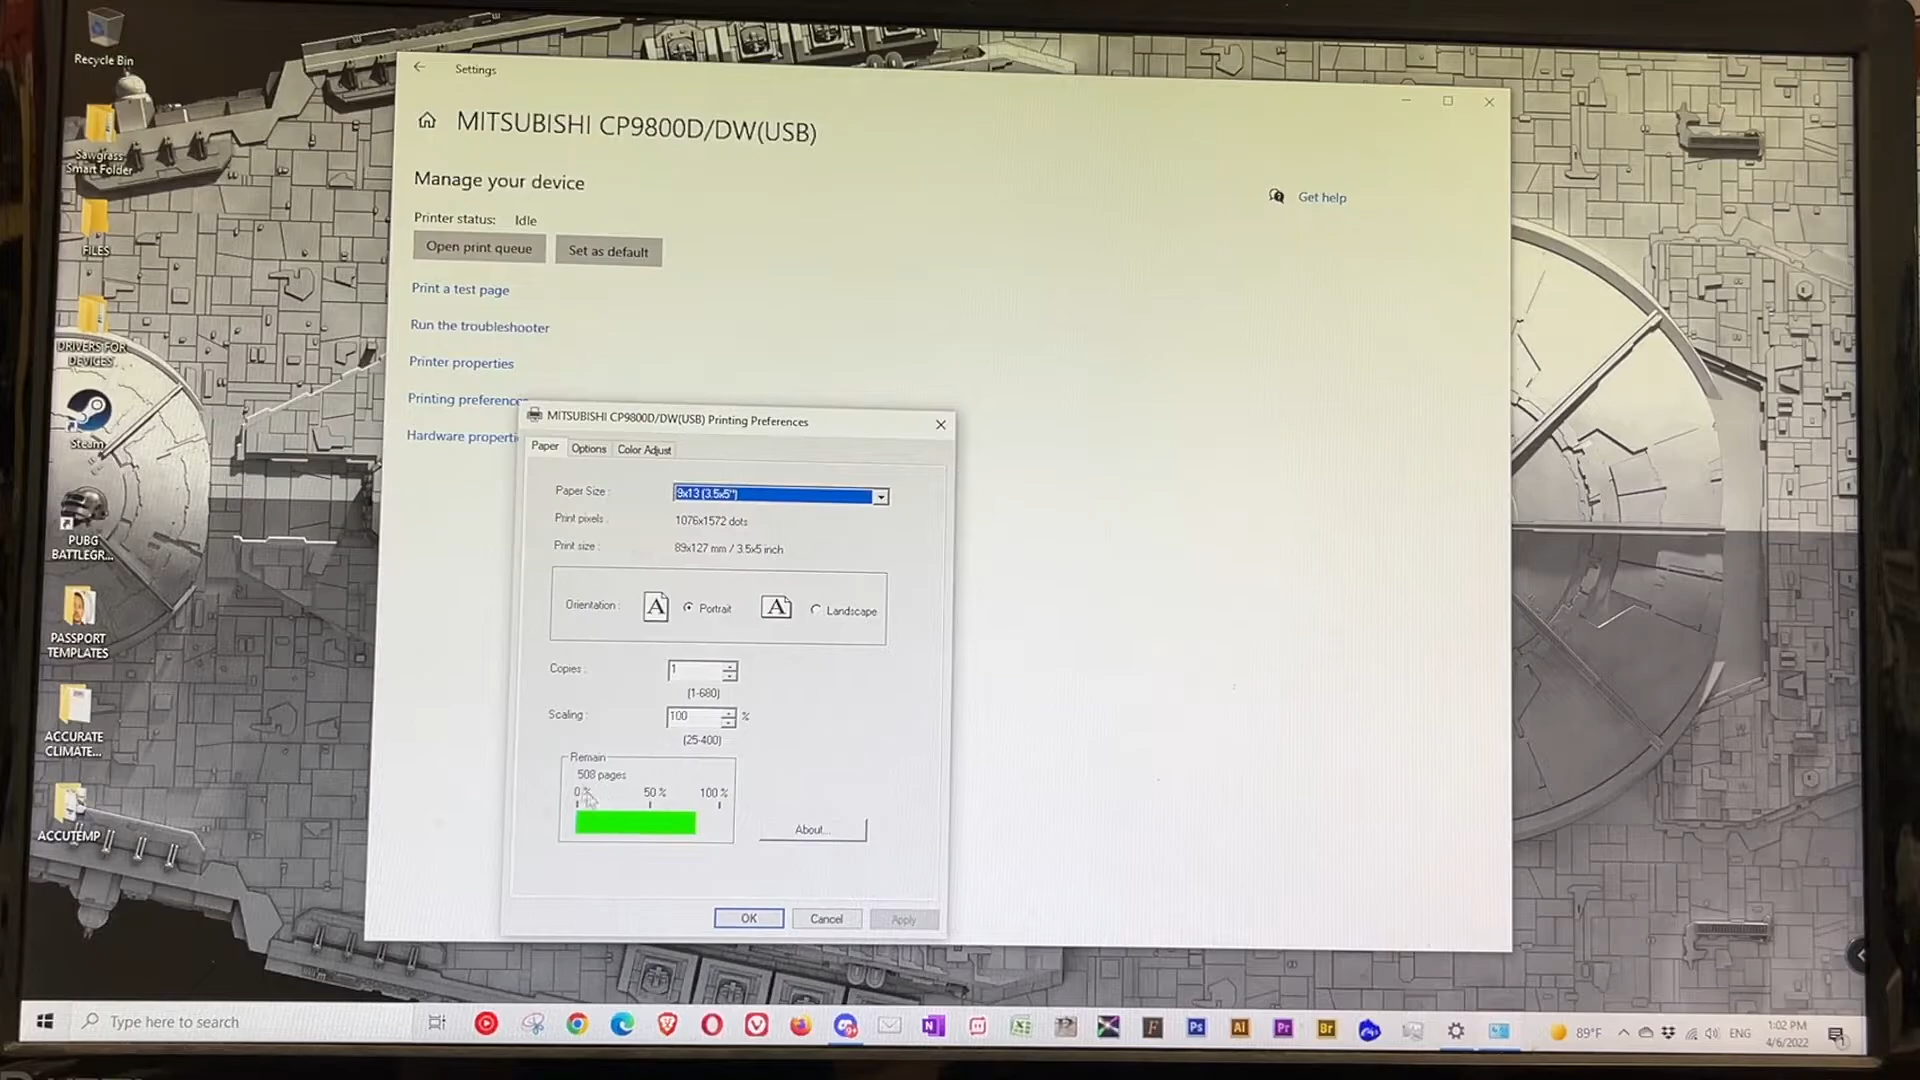 Recycle Bin
Sawgrass
Smart Folder
FILES
DRIVERS FOR
DEVICES
Steam
PUBG
BATTLEGR...
PASSPORT
TEMPLATES
ACCURATE
CLIMATE...
ACCUTEMP
Settings
MITSUBISHI CP9800D/DW(USB)
Manage your device
Get help
Printer status: Idle
Open print queue
Set as default
Print a test page
Run the troubleshooter
Printer properties
Printing preferences
Hardware properti
MITSUBISHI CP9800D/DW(USB) Printing Preferences
Paper
Options
Color Adjust
Paper Size :
9x13 (3.5x5")
Print pixels :
1076x1572 dots
Print size :
89x127 mm / 3.5x5 inch
Orientation :
A
Portrait
A
Landscape
Copies :
1
(1-680)
Scaling :
100
%
(25-400)
Remain
508 pages
0 %
50 %
100 %
About...
OK
Cancel
Apply
Type here to search
N
F
Ps
Ai
Pr
Br
89°F
ENG
1:02 PM
4/6/2022